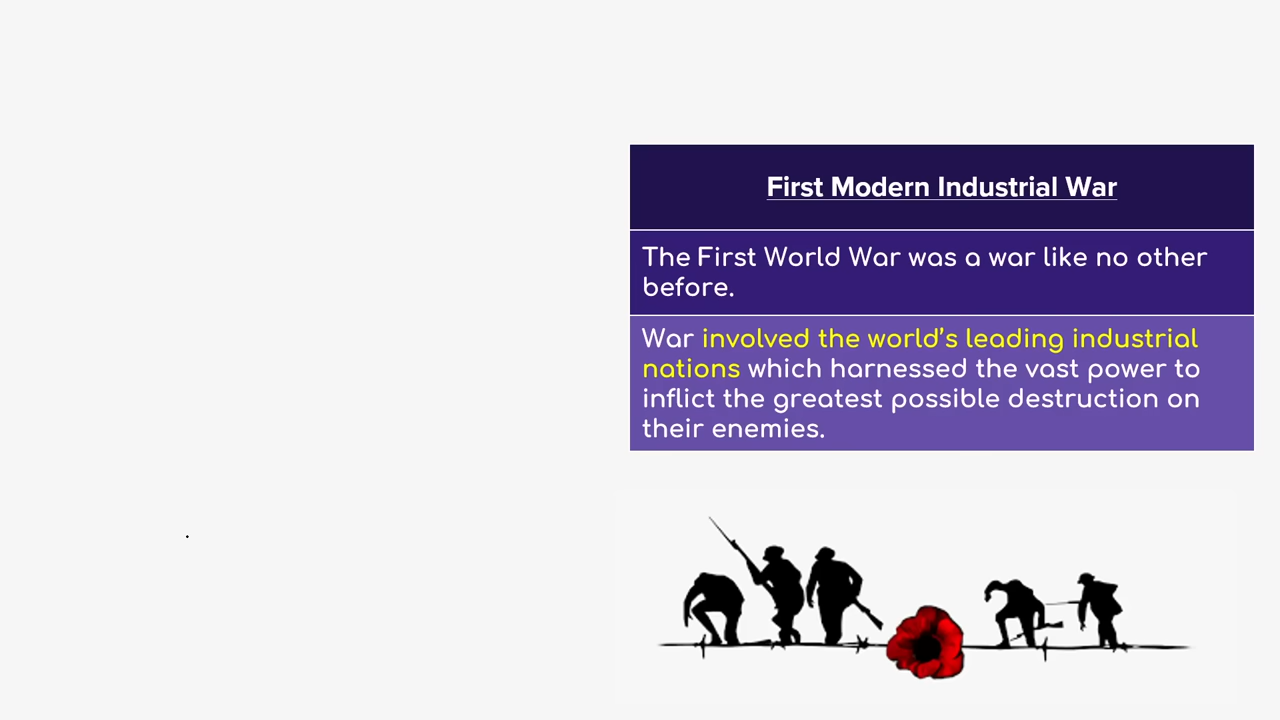 First Modern Industrial War
The First World War was a war like no other
before.
War involved the world's leading industrial
nations which harnessed the vast power to
inflict the greatest possible destruction on
their enemies.